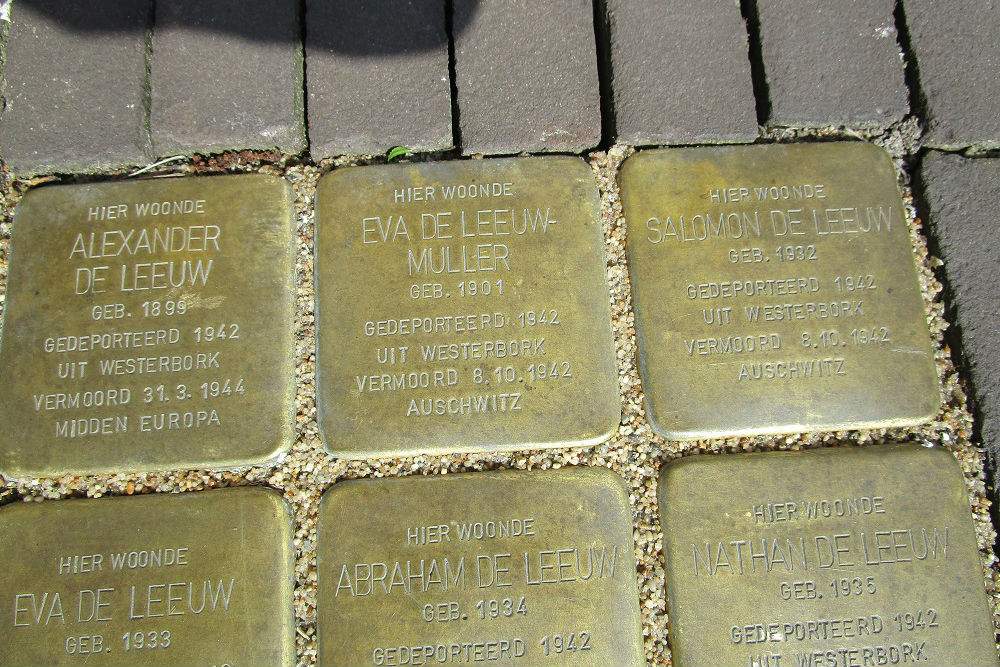 HIER WOONDE
ALEXANDER
DE LEEUW
GEB. 1899
GEDEPORTEERD 1942
UIT WESTERBORK
VERMOORD 31.3.1944
MIDDEN EUROPA
HIER WOONDE
EVA DE LEEUW-
MULLER
GEB. 1901
GEDEPORTEERD 1942
UIT WESTERBORK
VERMOORD 8.10.1942
AUSCHWITZ
HIER WOONDE
SALOMON DE LEEUW
GEB. 1932
GEDEPORTEERD 1942
UIT WESTERBORK
VERMOORD 8.10.1942
AUSCHWITZ
HIER WOONDE
EVA DE LEEUW
GEB. 1933
HIER WOONDE
ABRAHAM DE LEEUW
GEB. 1934
GEDEPORTEERD 1942
HIER WOONDE
NATHAN DE LEEUW
GEB. 1935
GEDEPORTEERD 1942
UIT WESTERBORK